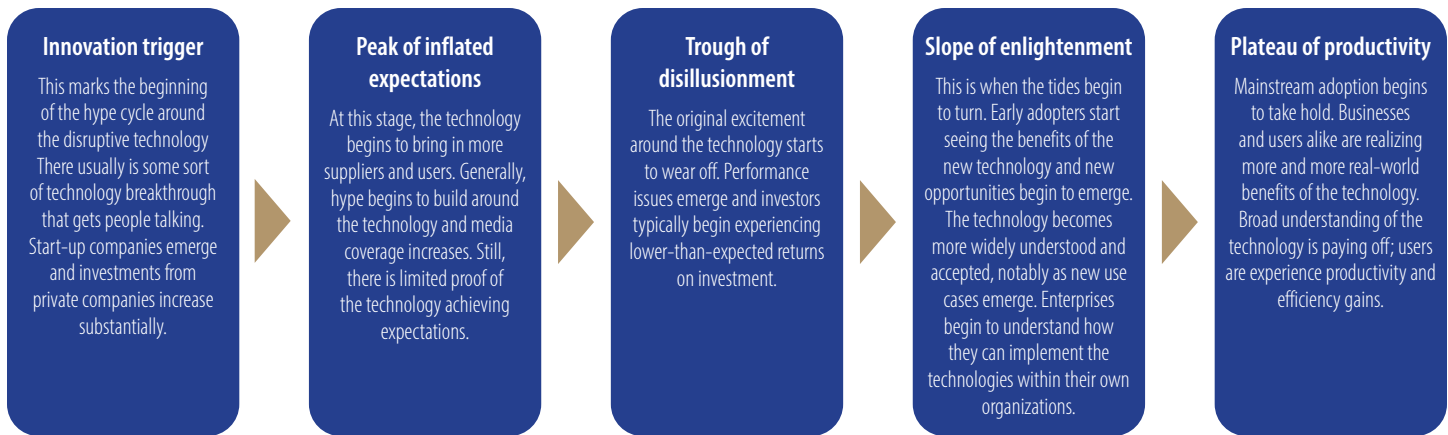 Innovation trigger
This marks the beginning
of the hype cycle around
the disruptive technology
There usually is some sort
of technology breakthrough
that gets people talking.
Start-up companies emerge
and investments from
private companies increase
substantially.
Peak of inflated
expectations
At this stage, the technology
begins to bring in more
suppliers and users. Generally,
hype begins to build around
the technology and media
coverage increases. Still,
there is limited proof of
the technology achieving
expectations.
Trough of
disillusionment
The original excitement
around the technology starts
to wear off. Performance
issues emerge and investors
typically begin experiencing
lower-than-expected returns
on investment.
Slope of enlightenment
This is when the tides begin
to turn. Early adopters start
seeing the benefits of the
new technology and new
opportunities begin to emerge.
The technology becomes
more widely understood and
accepted, notably as new use
cases emerge. Enterprises
begin to understand how
they can implement the
technologies within their own
organizations.
Plateau of productivity
Mainstream adoption begins
to take hold. Businesses
and users alike are realizing
more and more real-world
benefits of the technology.
Broad understanding of the
technology is paying off; users
are experience productivity and
efficiency gains.